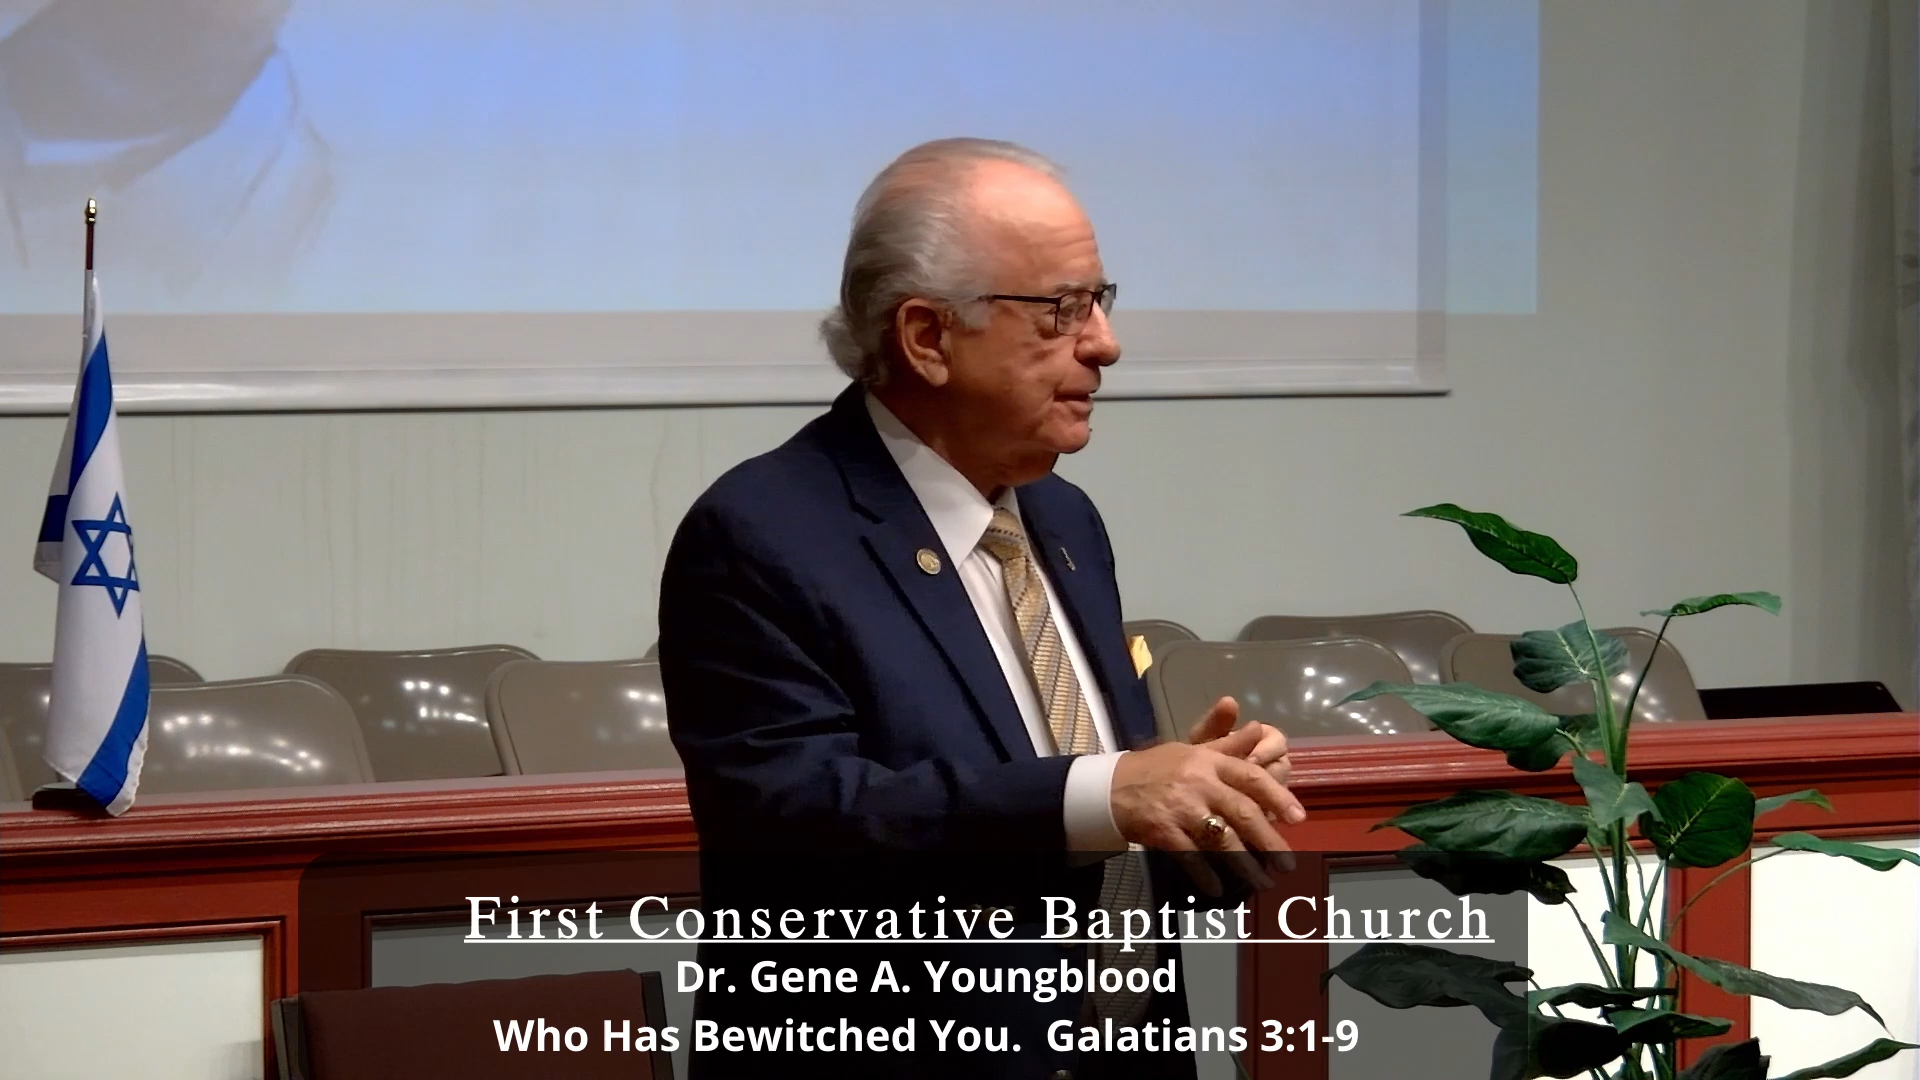 First Conservative Baptist Church
Dr. Gene A. Youngblood
Who Has Bewitched You.  Galatians 3:1-9